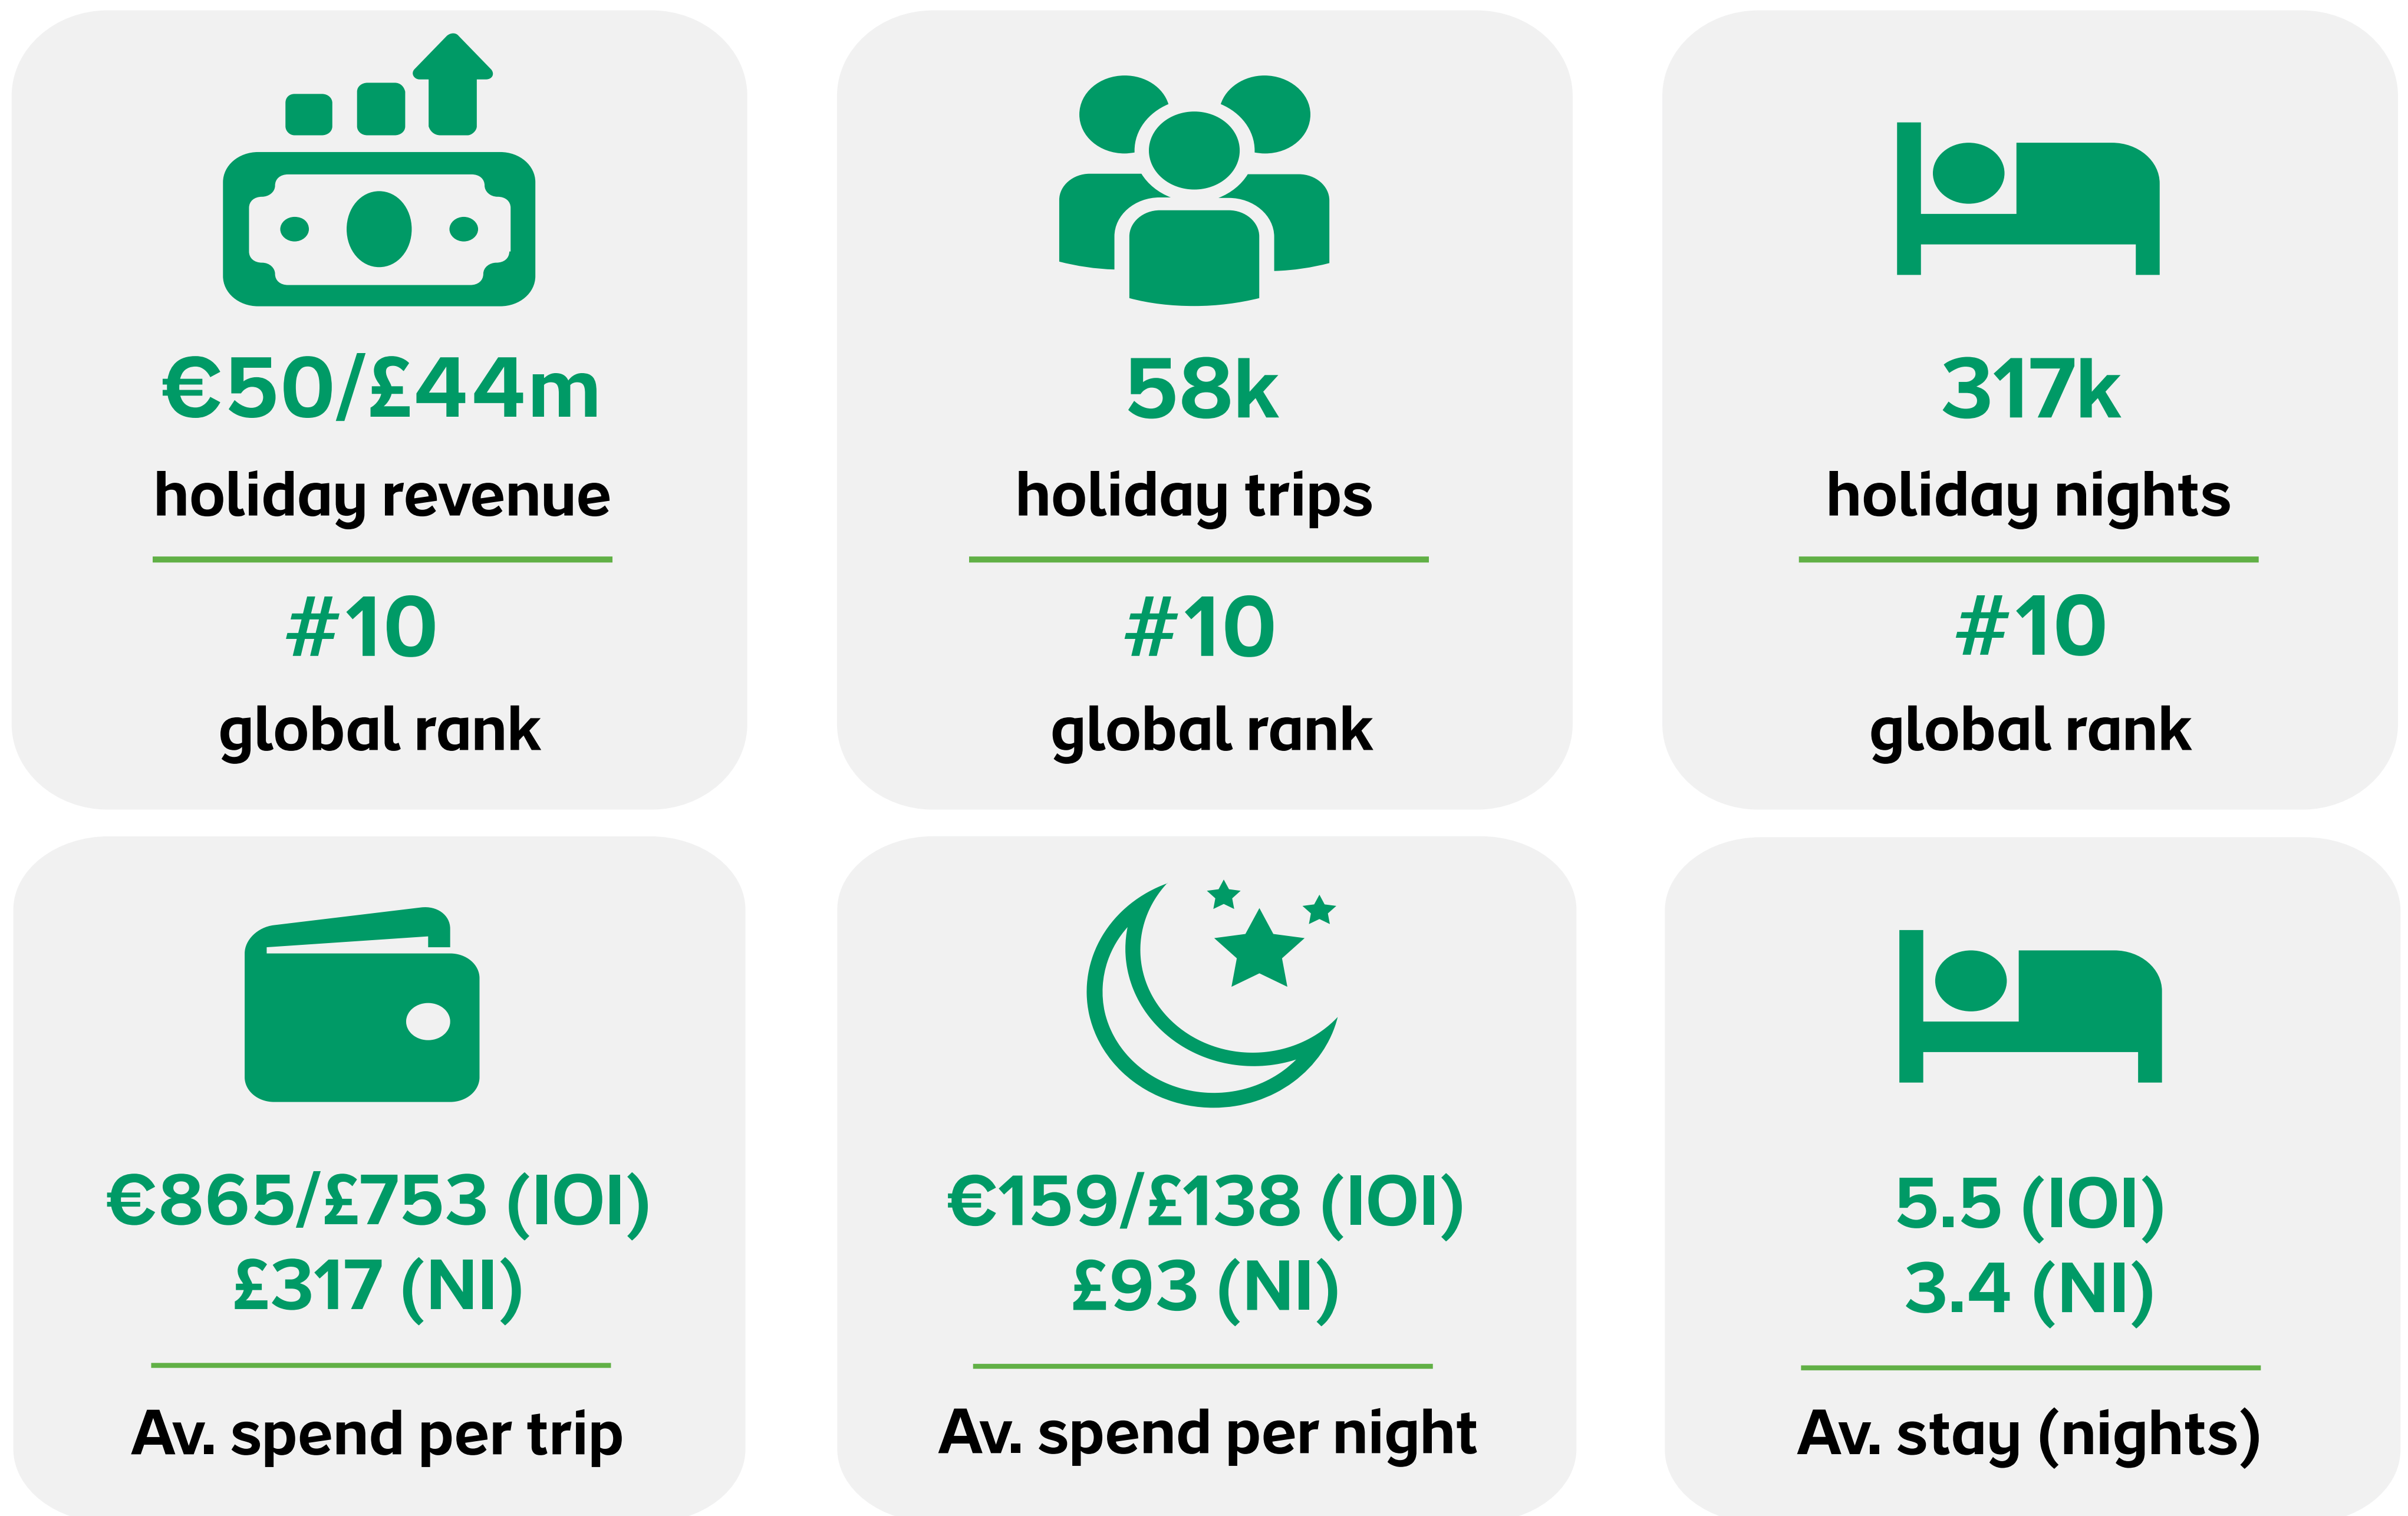 €50/£44m
holiday revenue
#10
global rank
58k
holiday trips
#10
global rank
317k
holiday nights
#10
global rank
€865/£753 (IOI)
£317 (NI)
Av. spend per trip
€159/£138 (IOI)
£93 (NI)
Av. spend per night
5.5 (IOI)
3.4 (NI)
Av. stay (nights)